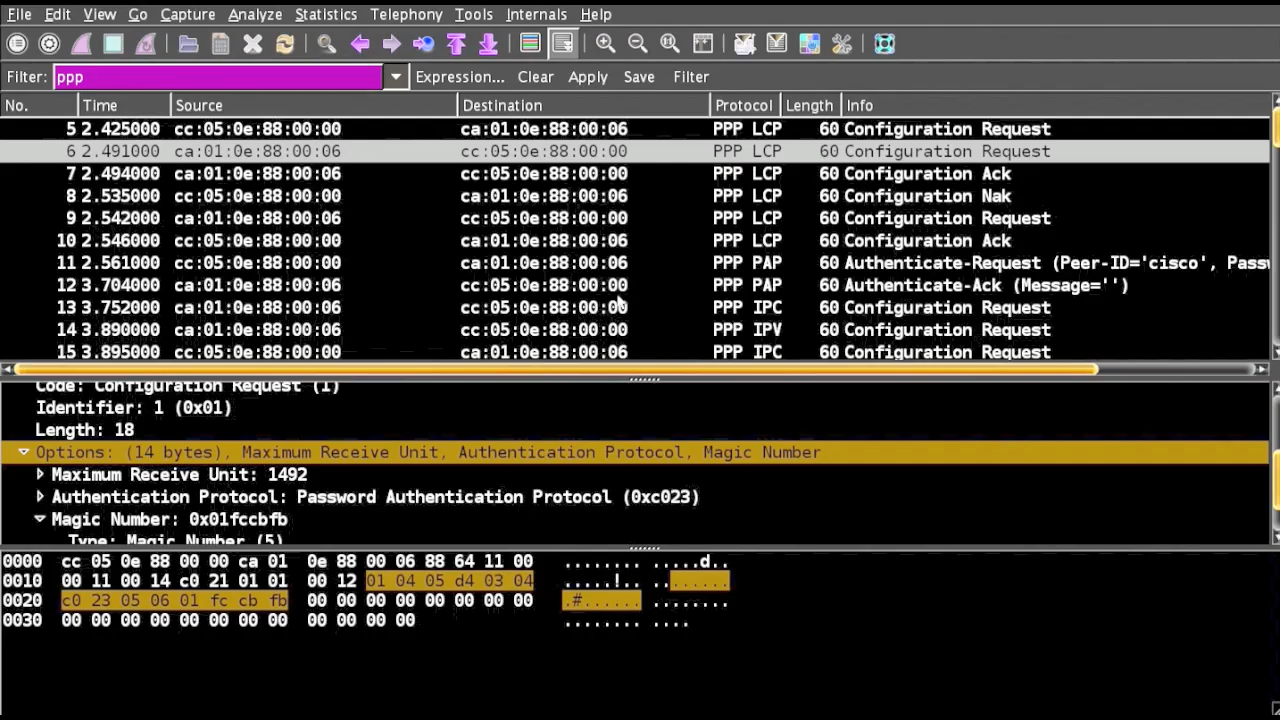 File Edit View Go Capture Analyze Statistics Telephony Tools Internals Help
Filter: ppp Expression... Clear Apply Save Filter
No. Time Source Destination Protocol Length Info
5 2.425000 cc:05:0e:88:00:00 ca:01:0e:88:00:06 PPP LCP 60 Configuration Request
6 2.491000 ca:01:0e:88:00:06 cc:05:0e:88:00:00 PPP LCP 60 Configuration Request
7 2.494000 ca:01:0e:88:00:06 cc:05:0e:88:00:00 PPP LCP 60 Configuration Ack
8 2.535000 cc:05:0e:88:00:00 ca:01:0e:88:00:06 PPP LCP 60 Configuration Nak
9 2.542000 ca:01:0e:88:00:06 cc:05:0e:88:00:00 PPP LCP 60 Configuration Request
10 2.546000 cc:05:0e:88:00:00 ca:01:0e:88:00:06 PPP LCP 60 Configuration Ack
11 2.561000 cc:05:0e:88:00:00 ca:01:0e:88:00:06 PPP PAP 60 Authenticate-Request (Peer-ID='cisco', Passw
12 3.704000 ca:01:0e:88:00:06 cc:05:0e:88:00:00 PPP PAP 60 Authenticate-Ack (Message='')
13 3.752000 ca:01:0e:88:00:06 cc:05:0e:88:00:00 PPP IPC 60 Configuration Request
14 3.890000 ca:01:0e:88:00:06 cc:05:0e:88:00:00 PPP IPV 60 Configuration Request
15 3.895000 cc:05:0e:88:00:00 ca:01:0e:88:00:06 PPP IPC 60 Configuration Request
Code: Configuration Request (1)
Identifier: 1 (0x01)
Length: 18
Options: (14 bytes), Maximum Receive Unit, Authentication Protocol, Magic Number
Maximum Receive Unit: 1492
Authentication Protocol: Password Authentication Protocol (0xc023)
Magic Number: 0x01fccbfb
Type: Magic Number (5)
0000 cc 05 0e 88 00 00 ca 01 0e 88 00 06 88 64 11 00 ........ .....d..
0010 00 11 00 14 c0 21 01 01 00 12 01 04 05 d4 03 04 .....!.. ........
0020 c0 23 05 06 01 fc cb fb 00 00 00 00 00 00 00 00 .#...... ........
0030 00 00 00 00 00 00 00 00 00 00 00 00 ........ ....